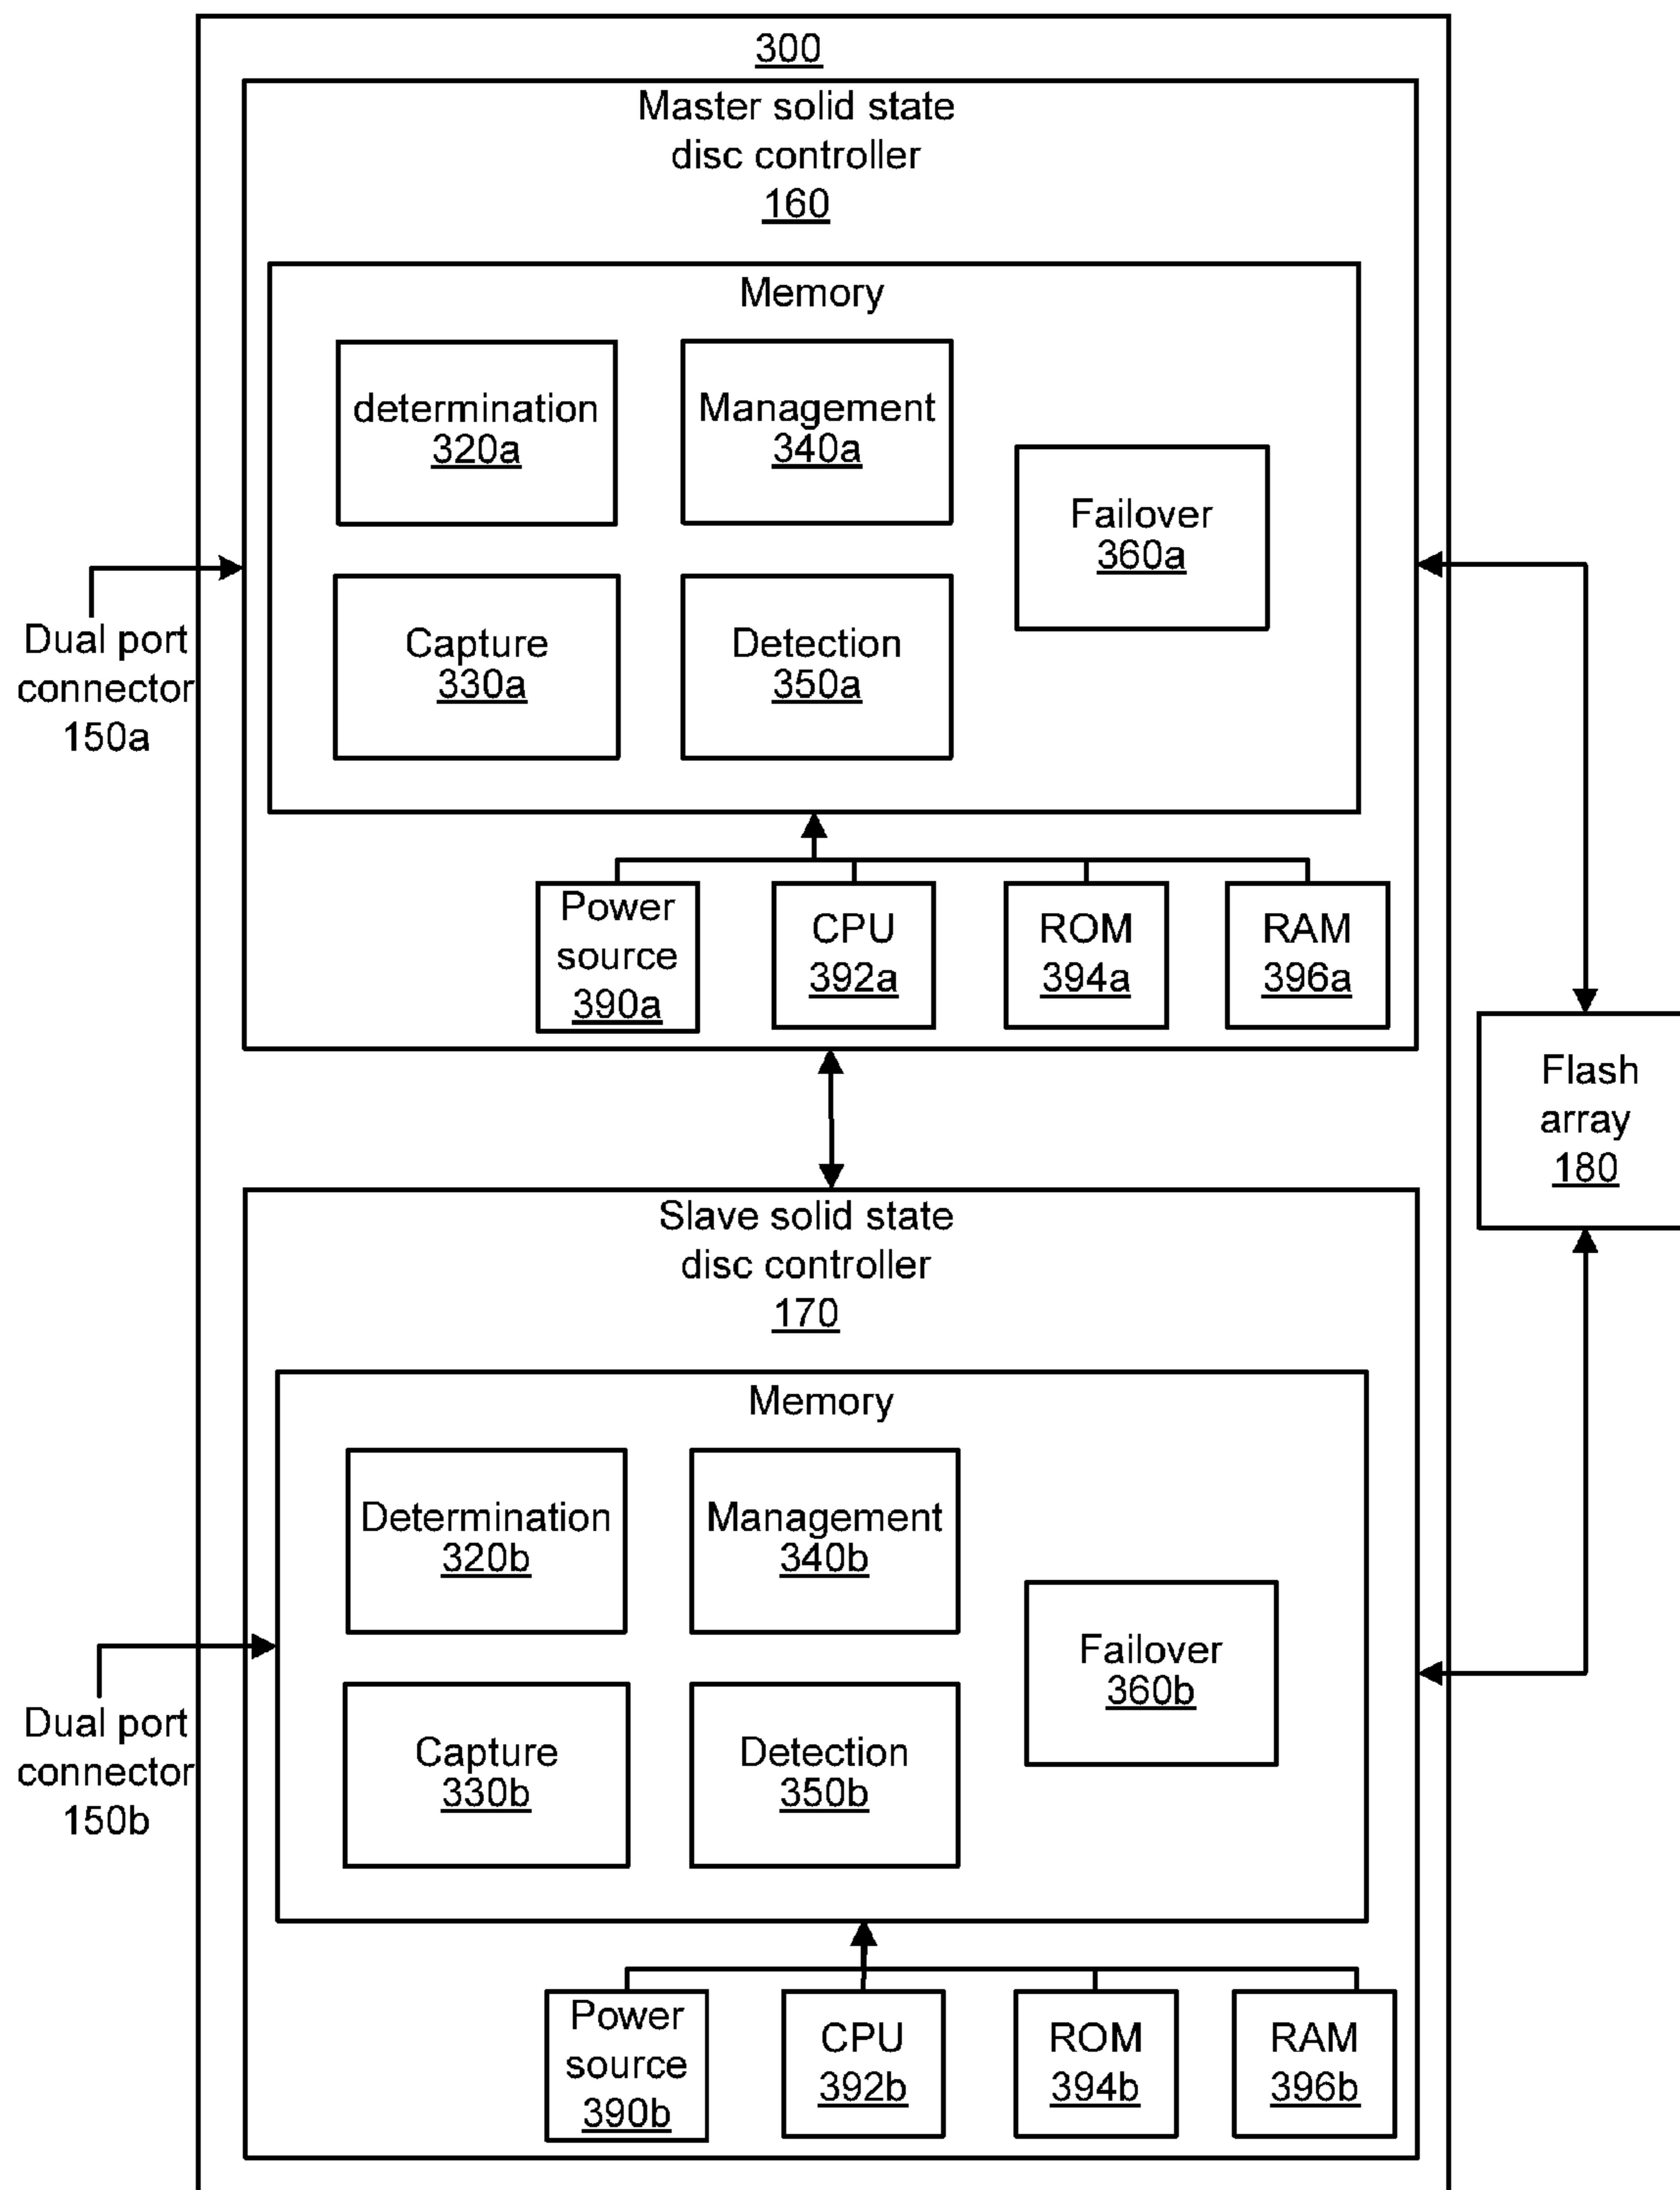 300
Master solid state
disc controller
160
Memory
determination
320a
Management
340a
Failover
360a
Capture
330a
Detection
350a
Dual port
connector
150a
Power
source
390a
CPU
392a
ROM
394a
RAM
396a
Flash
array
180
Slave solid state
disc controller
170
Memory
Determination
320b
Management
340b
Failover
360b
Capture
330b
Detection
350b
Dual port
connector
150b
Power
source
390b
CPU
392b
ROM
394b
RAM
396b